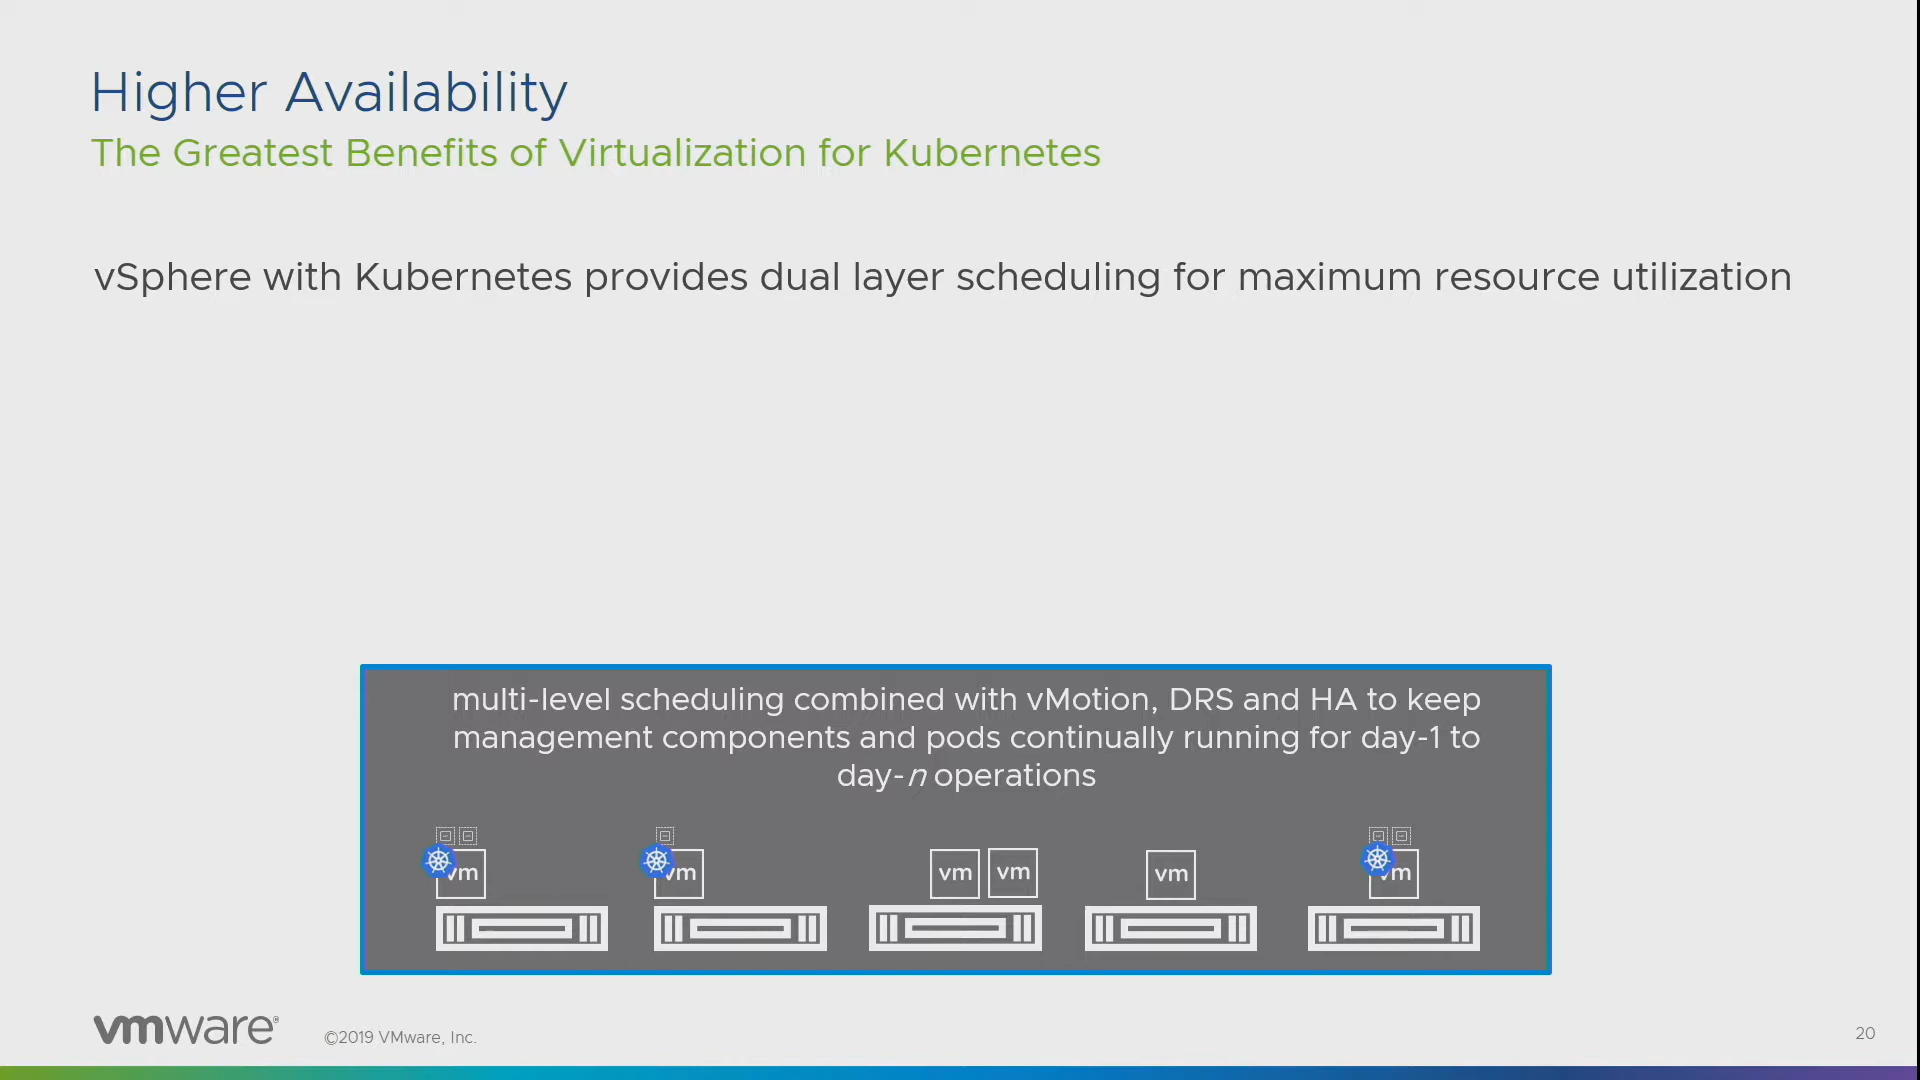 Higher Availability
The Greatest Benefits of Virtualization for Kubernetes
vSphere with Kubernetes provides dual layer scheduling for maximum resource utilization
multi-level scheduling combined with vMotion, DRS and HA to keep
management components and pods continually running for day-1 to
day-n operations
vm vm vm vm vm vm
vmware®
©2019 VMware, Inc.
20